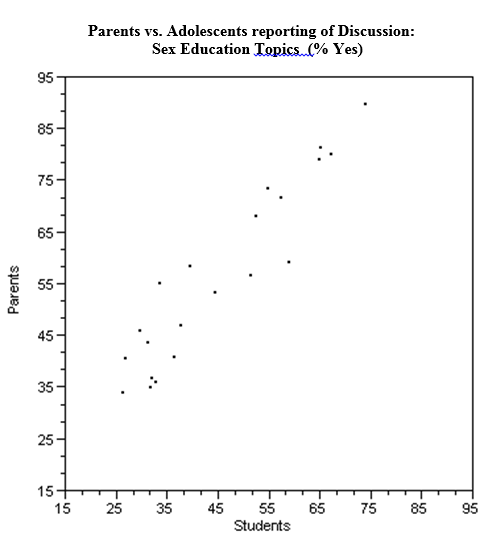 Parents vs. Adolescents reporting of Discussion:
Sex Education Topics (% Yes)
95
85
75
65
55
45
35
25
15
Parents
15 25 35 45 55 65 75 85 95
Students